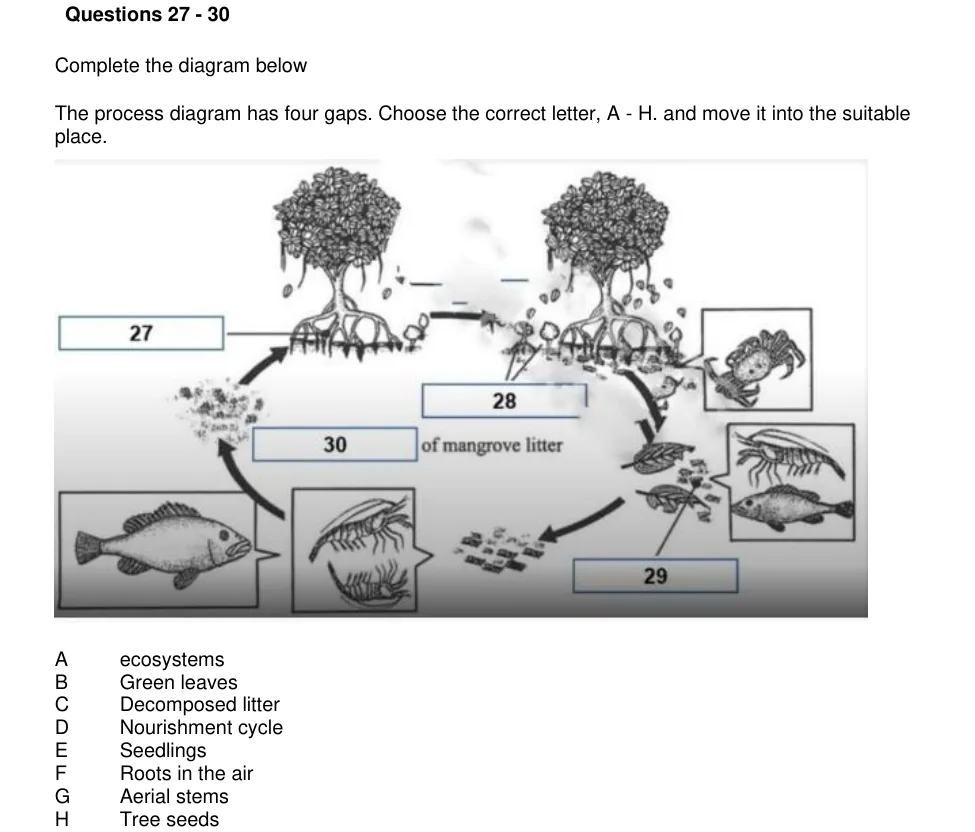 Questions 27 - 30
Complete the diagram below
The process diagram has four gaps. Choose the correct letter, A - H. and move it into the suitable
place.
27
28
30 of mangrove litter
29
A ecosystems
B Green leaves
C Decomposed litter
D Nourishment cycle
E Seedlings
F Roots in the air
G Aerial stems
H Tree seeds